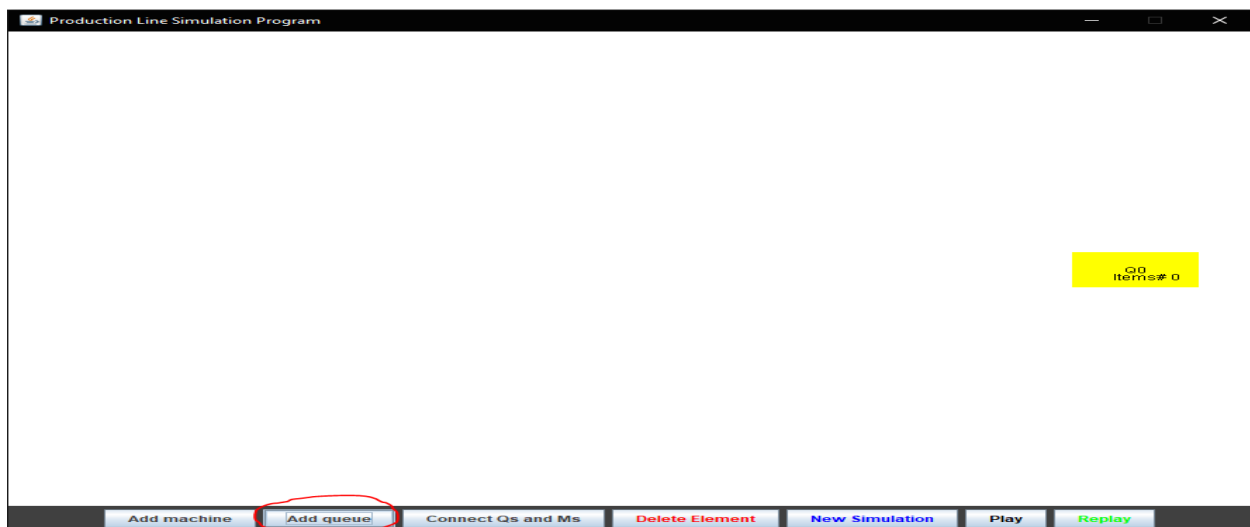 Production Line Simulation Program
Q0
Items# 0
Add machine
Add queue
Connect Qs and Ms
Delete Element
New Simulation
Play
Replay